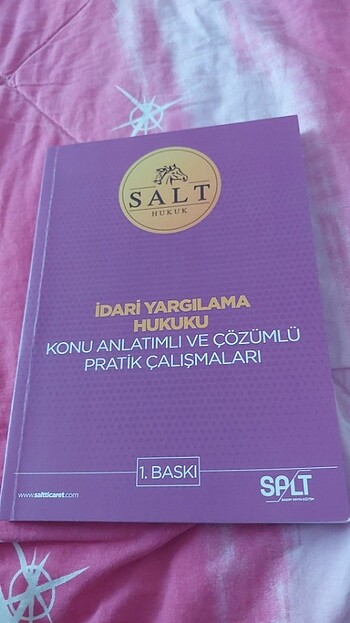 SALT
HUKUK
İDARİ YARGILAMA
HUKUKU
KONU ANLATIMLI VE ÇÖZÜMLÜ
PRATİK ÇALIŞMALARI
1. BASKI
www.saltticaret.com
SALT